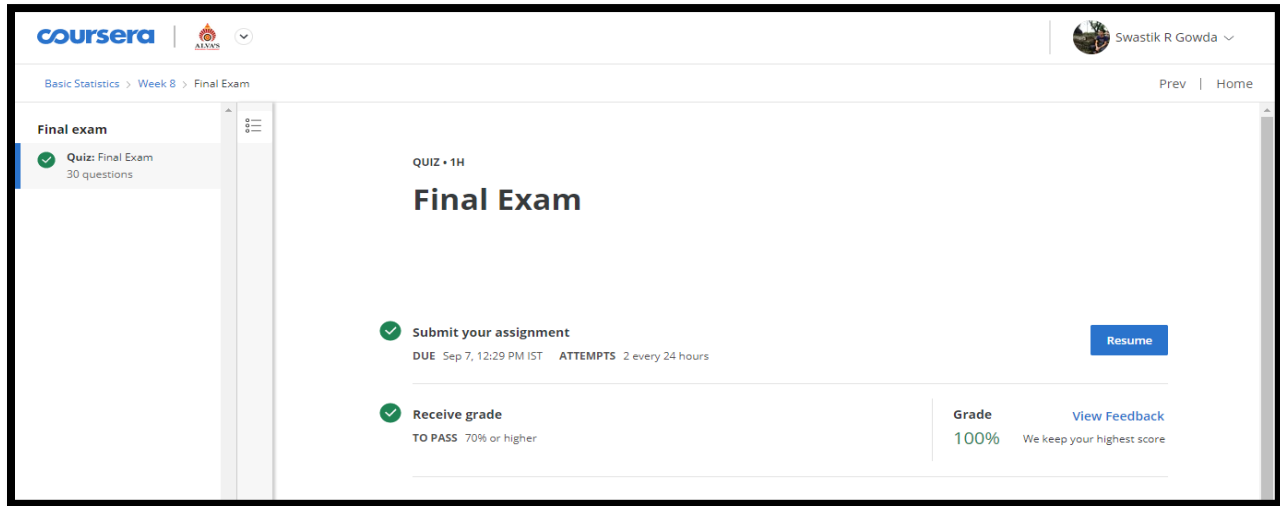 coursera
ALVA'S
Swastik R Gowda
Basic Statistics > Week 8 > Final Exam
Prev | Home
Final exam
Quiz: Final Exam
30 questions
QUIZ • 1H
Final Exam
Submit your assignment
DUE Sep 7, 12:29 PM IST ATTEMPTS 2 every 24 hours
Resume
Receive grade
TO PASS 70% or higher
Grade
100%
View Feedback
We keep your highest score